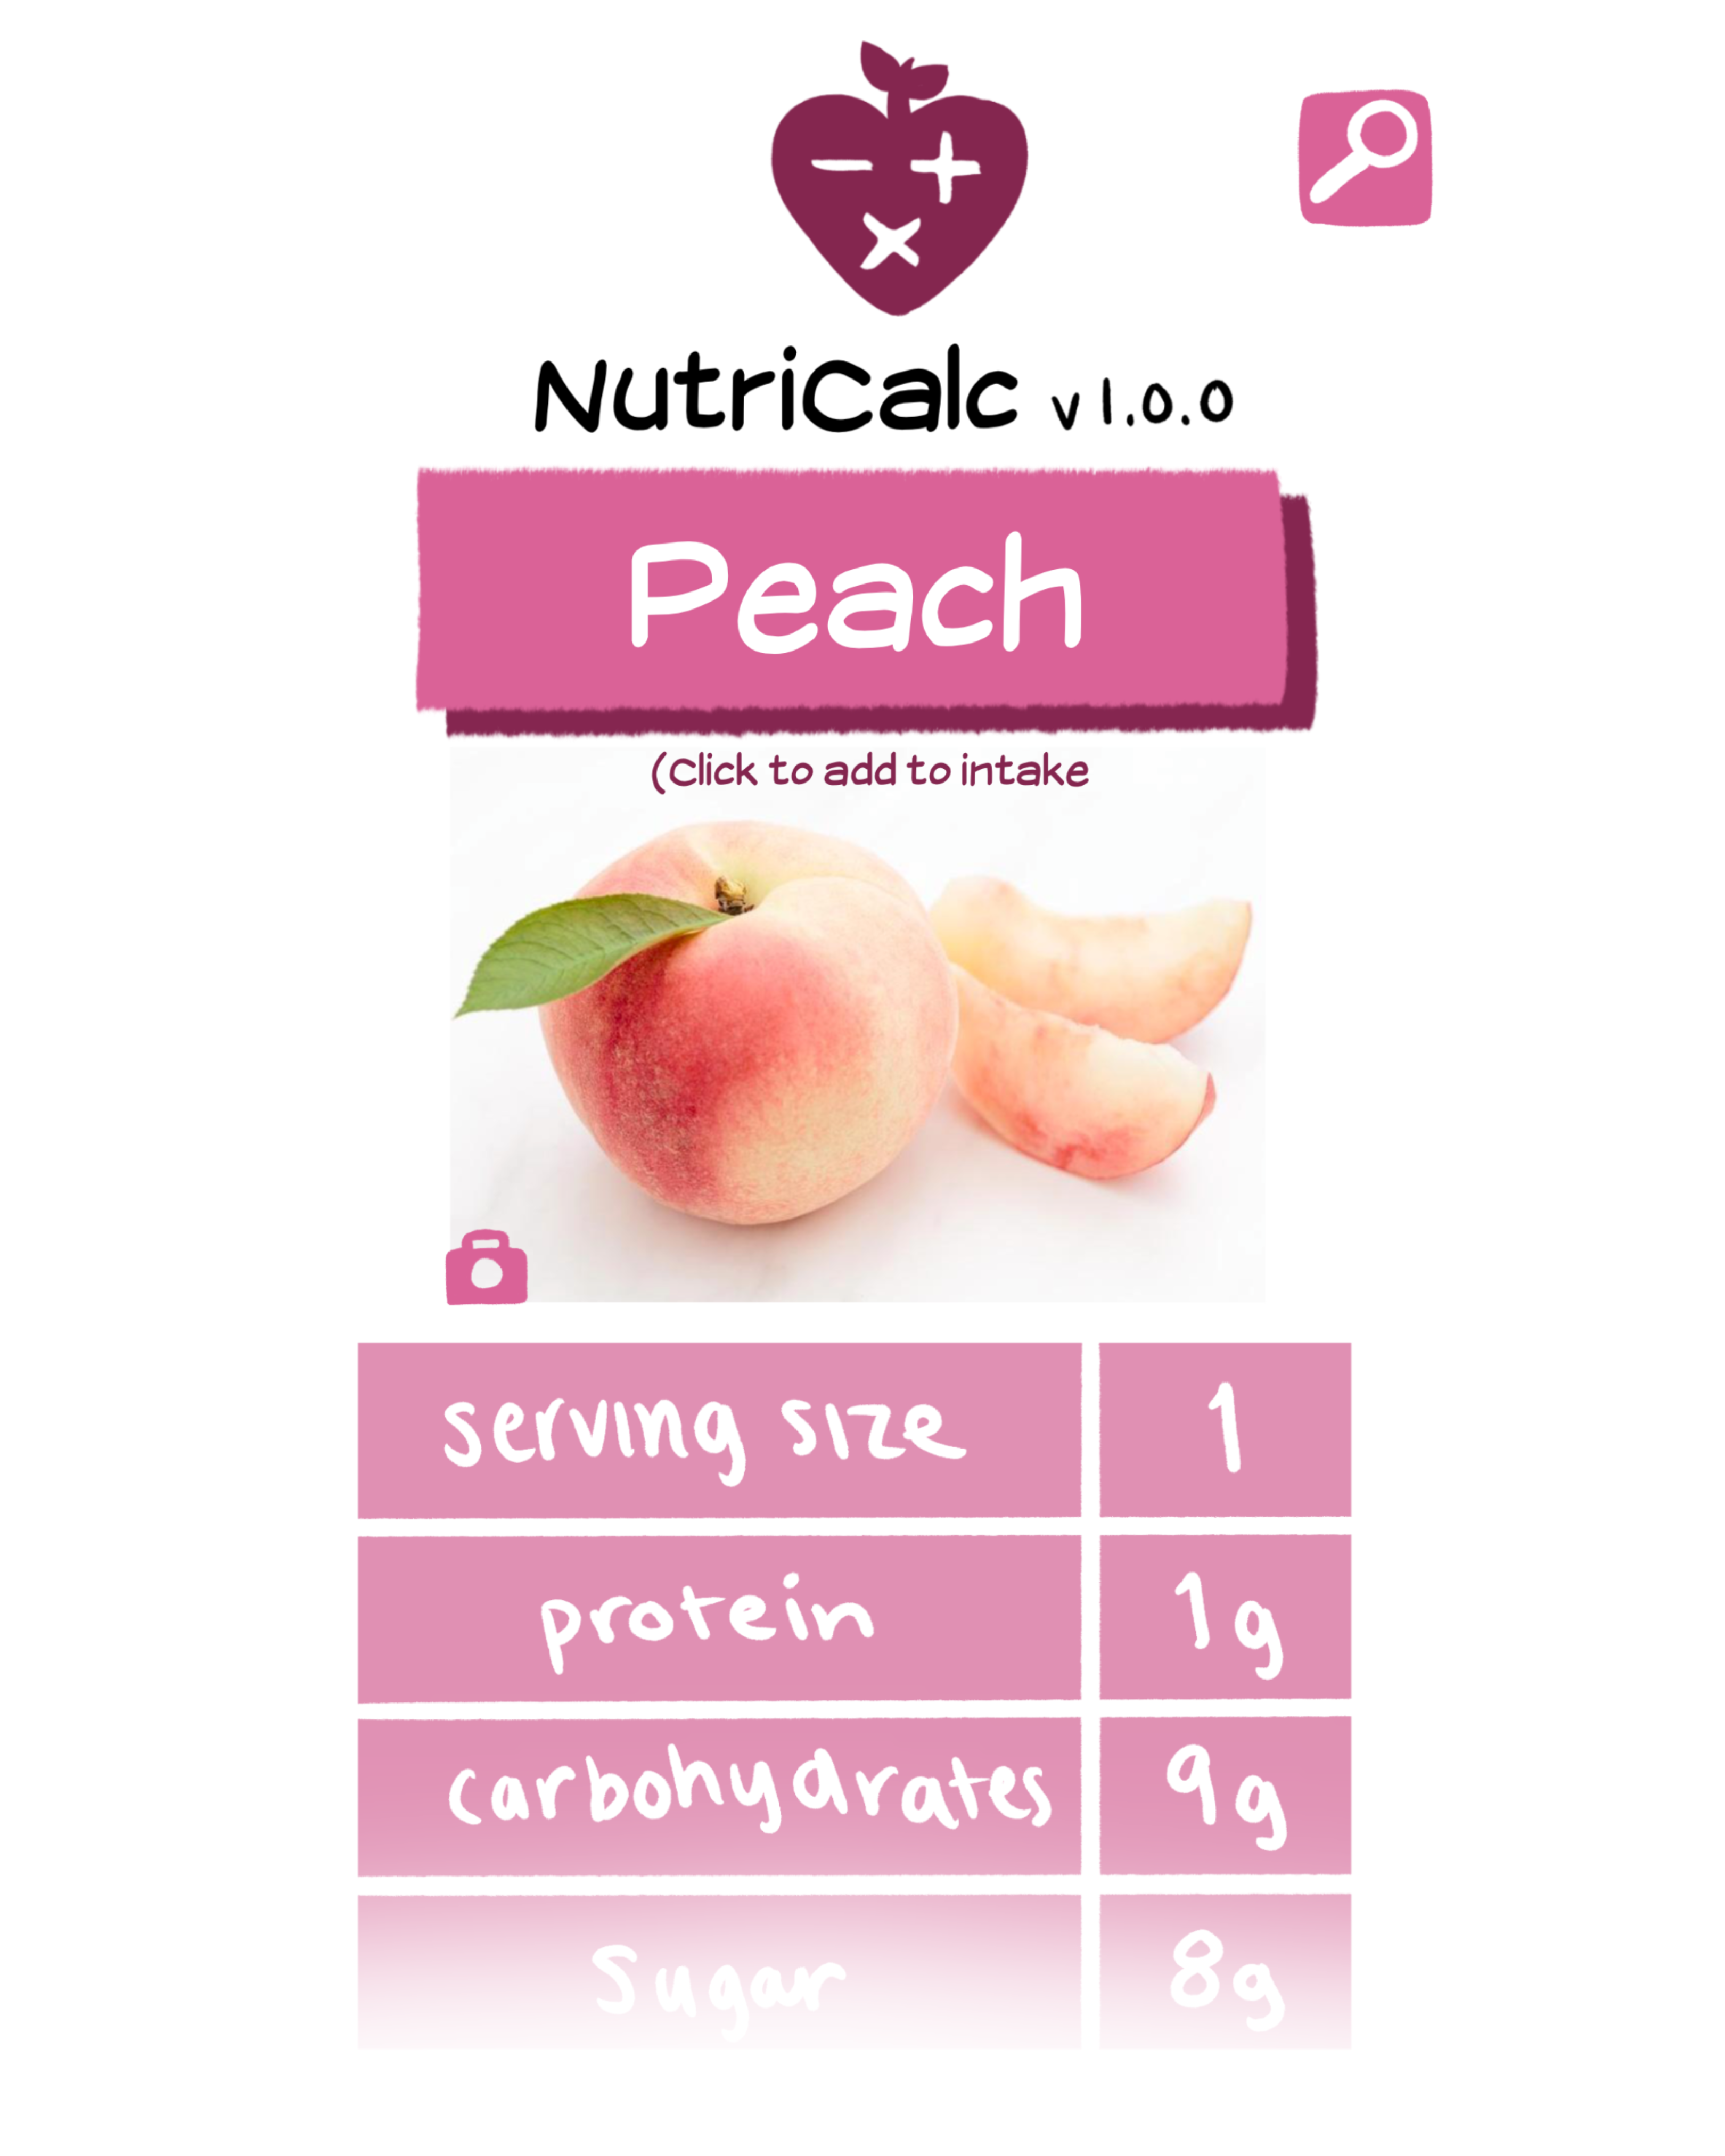 NutriCalc v1.0.0
Peach
(Click to add to intake
serving size 1
protein 1g
carbohydrates 9g
Sugar 8g